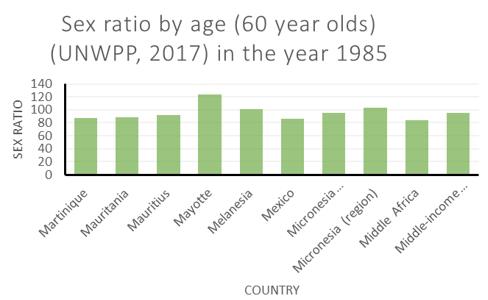 Sex ratio by age (60 year olds)
(UNWPP, 2017) in the year 1985
140
120
100
80
60
40
20
0
SEX RATIO
Martinique
Mauritania
Mauritius
Mayotte
Melanesia
Mexico
Micronesia...
Micronesia (region)
Middle Africa
Middle-income...
COUNTRY